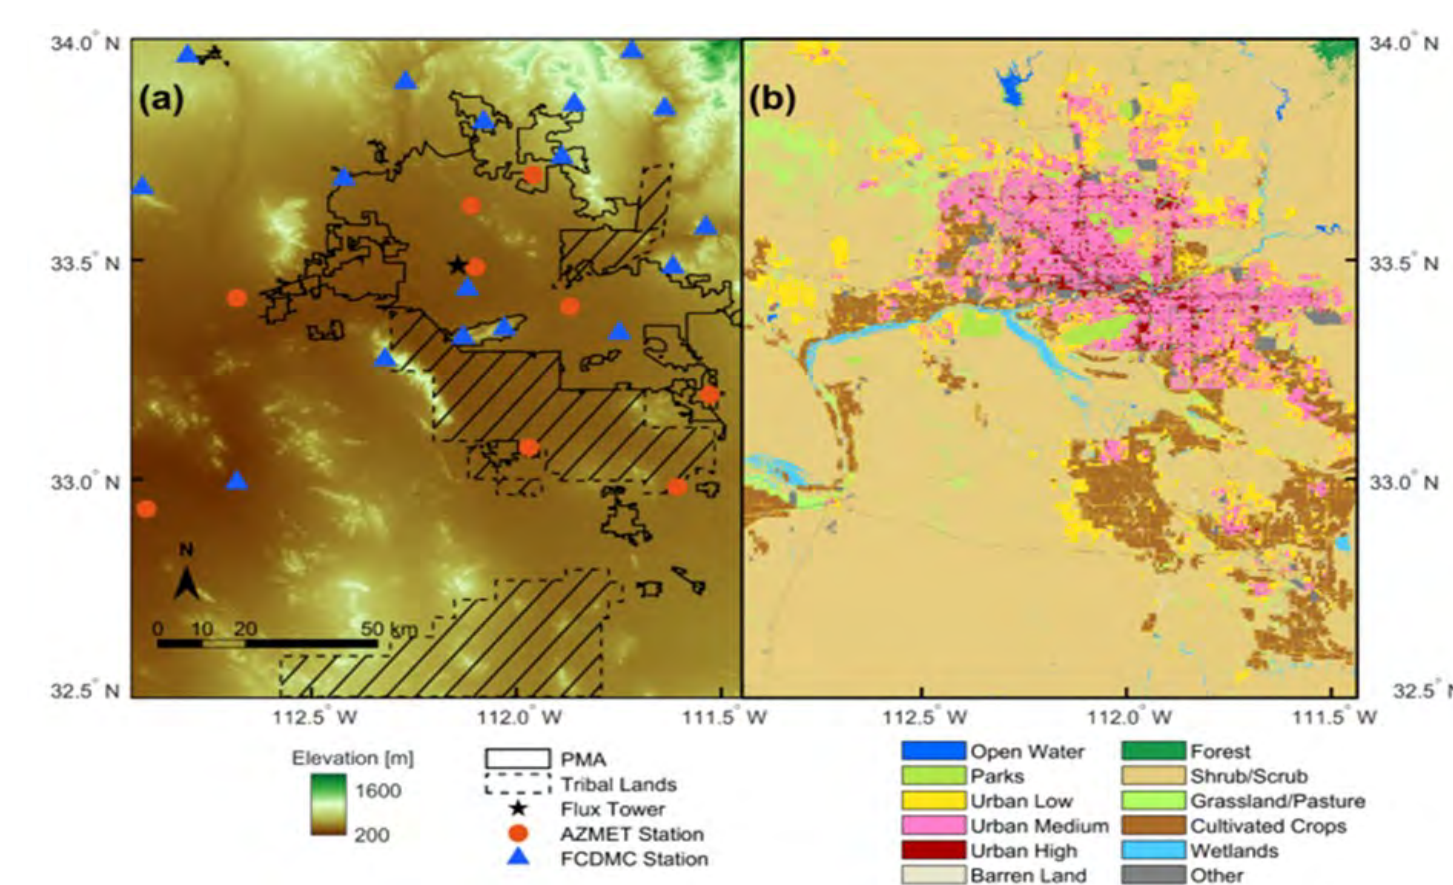 34.0° N
33.5° N
33.0° N
32.5° N
(a)
N
0 10 20 50 km
112.5° W 112.0° W 111.5° W
(b)
34.0° N
33.5° N
33.0° N
32.5° N
112.5° W 112.0° W 111.5° W
Elevation [m]
1600
200
PMA
Tribal Lands
Flux Tower
AZMET Station
FCDMC Station
Open Water
Parks
Urban Low
Urban Medium
Urban High
Barren Land
Forest
Shrub/Scrub
Grassland/Pasture
Cultivated Crops
Wetlands
Other